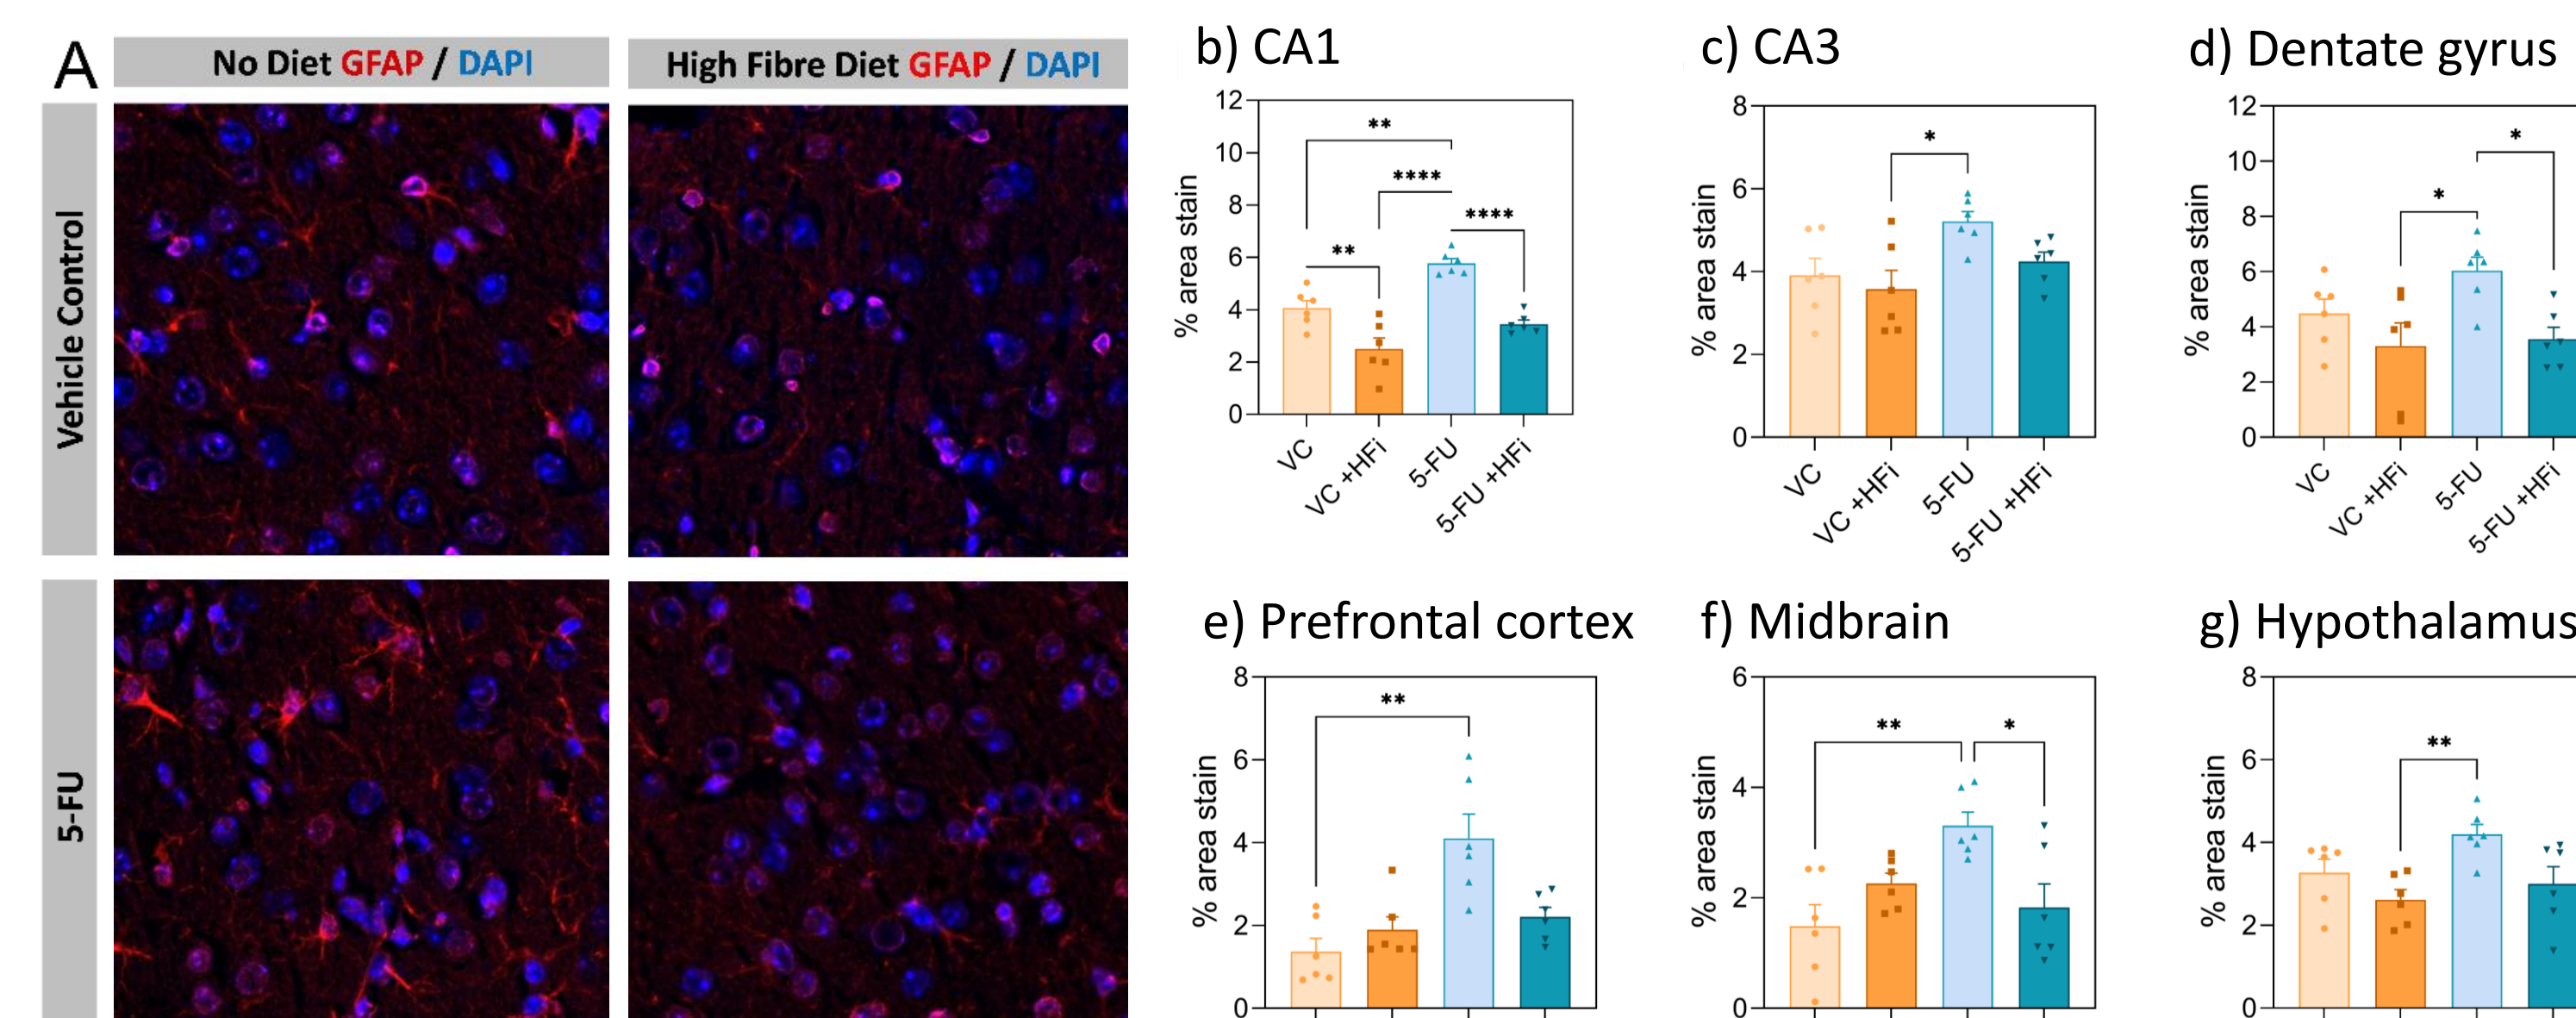 A
No Diet GFAP / DAPI
High Fibre Diet GFAP / DAPI
Vehicle Control
5-FU
b) CA1
% area stain
12
10
8
6
4
2
0
**
****
****
**
VC
VC +HFi
5-FU
5-FU +HFi
c) CA3
% area stain
8
6
4
2
0
*
VC
VC +HFi
5-FU
5-FU +HFi
d) Dentate gyrus
% area stain
12
10
8
6
4
2
0
*
*
VC
VC +HFi
5-FU
5-FU +HFi
e) Prefrontal cortex
% area stain
8
6
4
2
0
**
f) Midbrain
% area stain
6
4
2
0
**
*
g) Hypothalamus
% area stain
8
6
4
2
0
**